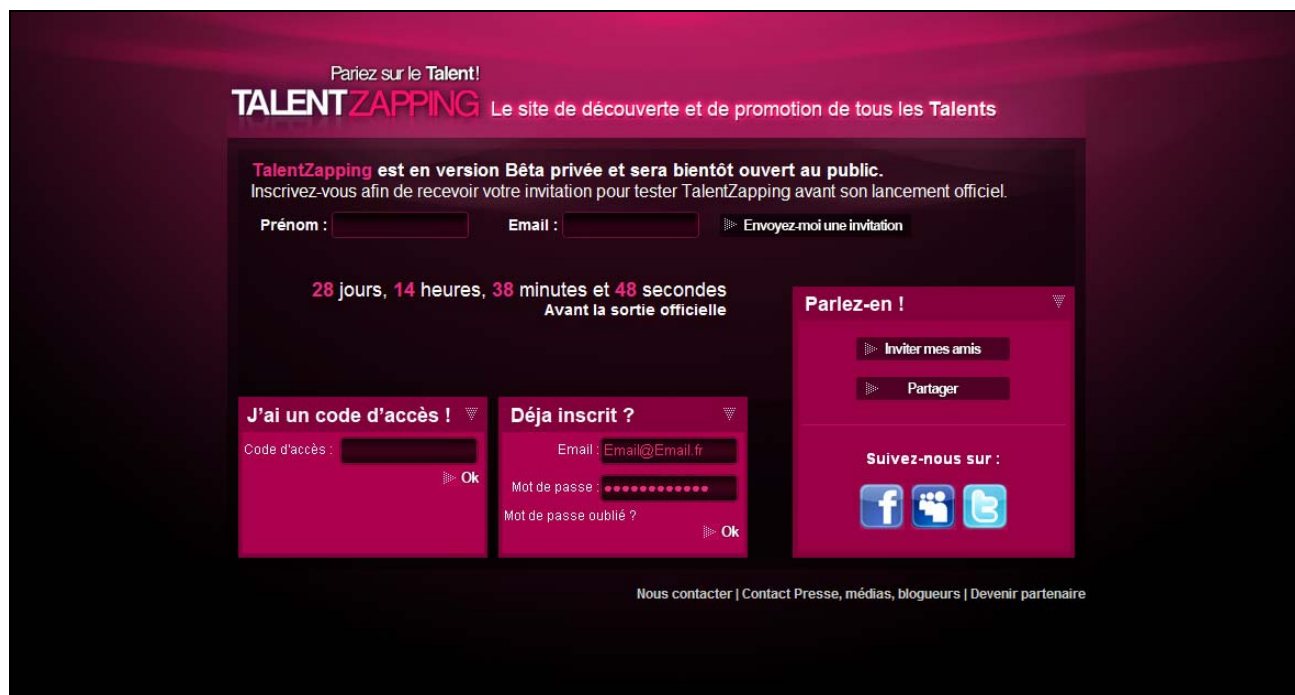 Pariez sur le Talent!
TALENTZAPPING Le site de découverte et de promotion de tous les Talents
TalentZapping est en version Bêta privée et sera bientôt ouvert au public.
Inscrivez-vous afin de recevoir votre invitation pour tester TalentZapping avant son lancement officiel.
Prénom : Email : Envoyez-moi une invitation
28 jours, 14 heures, 38 minutes et 48 secondes
Avant la sortie officielle
Parlez-en !
Inviter mes amis
Partager
Suivez-nous sur :
J'ai un code d'accès !
Code d'accès :
Ok
Déja inscrit ?
Email : Email@Email.fr
Mot de passe : ••••••••••••
Mot de passe oublié ?
Ok
Nous contacter | Contact Presse, médias, blogueurs | Devenir partenaire